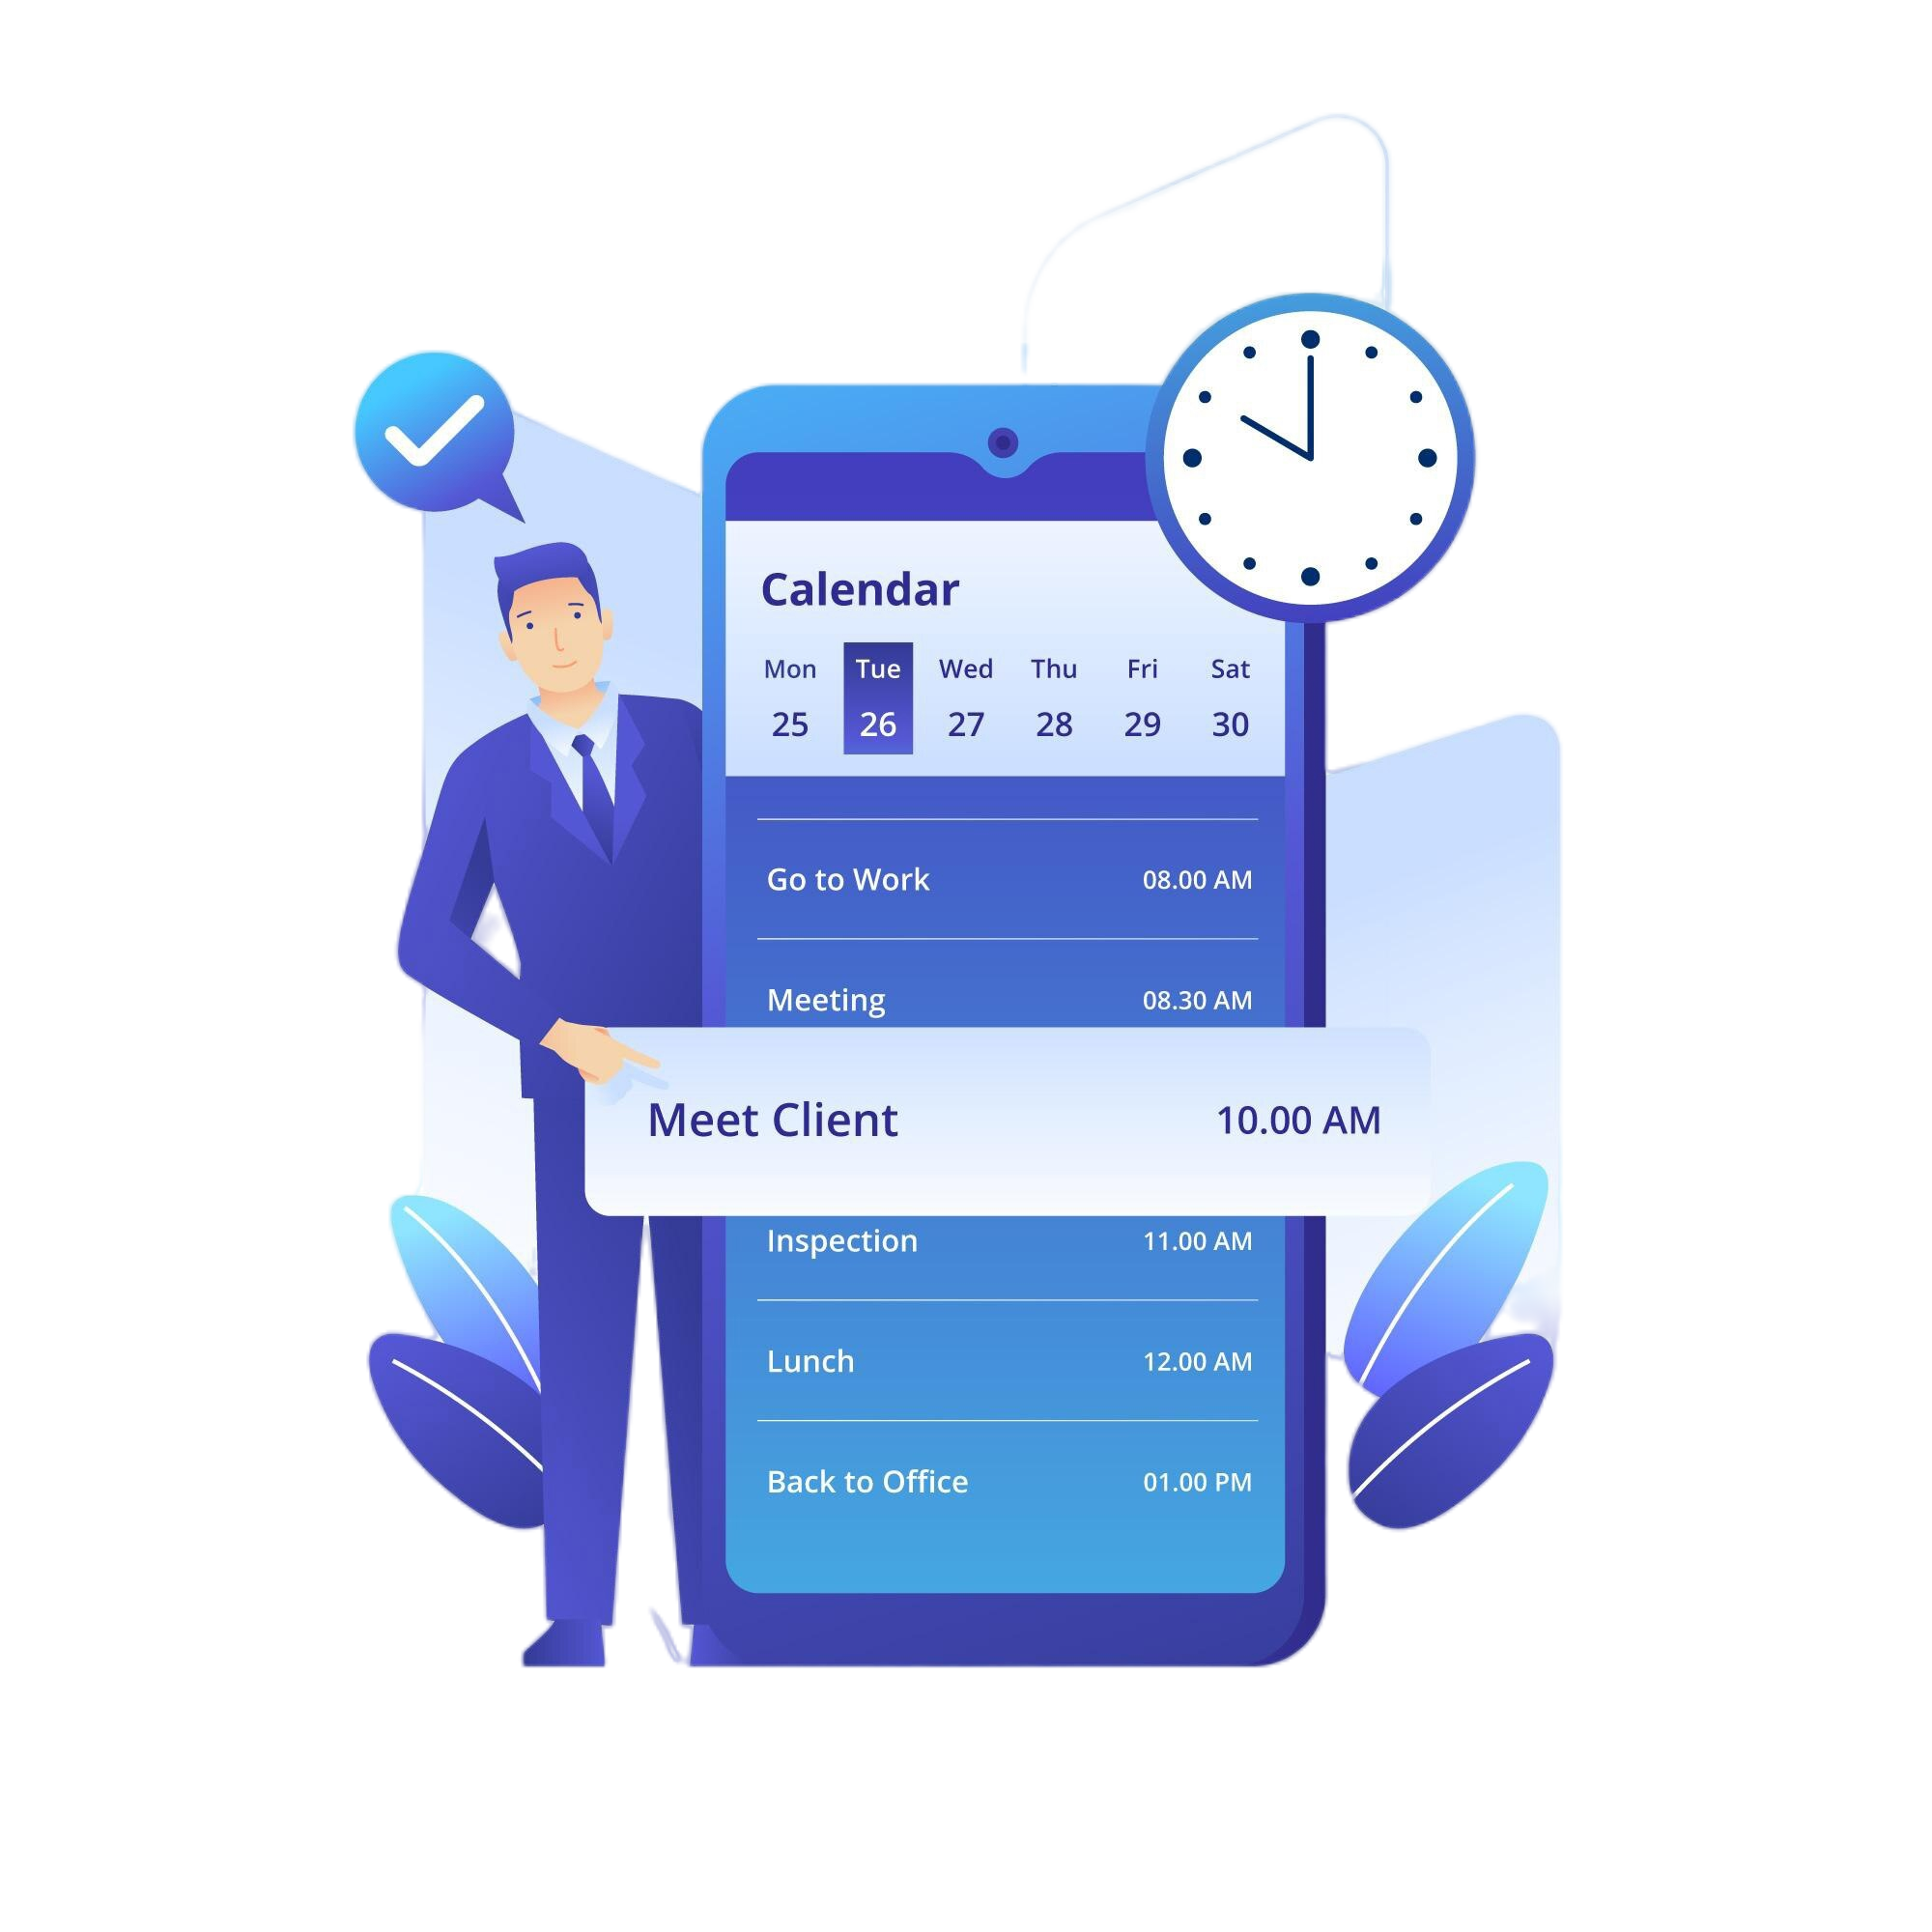 Calendar
Mon Tue Wed Thu Fri Sat
25 26 27 28 29 30
Go to Work 08.00 AM
Meeting 08.30 AM
Meet Client 10.00 AM
Inspection 11.00 AM
Lunch 12.00 AM
Back to Office 01.00 PM